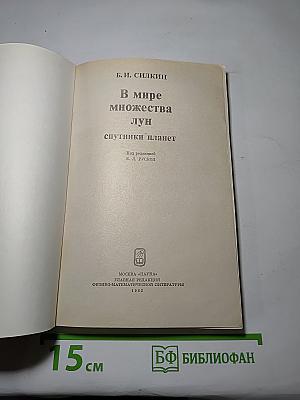 Б. И. СИЛКИН
В мире
множества
лун
спутники планет
Под редакцией
Е. Л. РУСКОЛ
МОСКВА «НАУКА»
ГЛАВНАЯ РЕДАКЦИЯ
ФИЗИКО-МАТЕМАТИЧЕСКОЙ ЛИТЕРАТУРЫ
1982
15 см
БФ БИБЛИОФАН